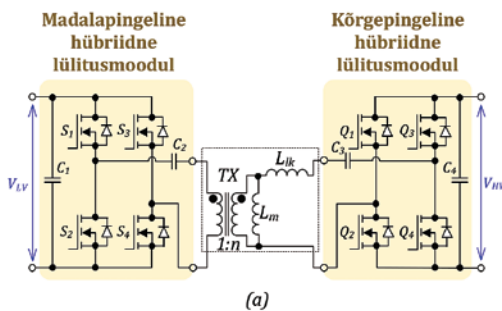 Madalapingeline
hübriidne
lülitusmoodul
Kõrgepingeline
hübriidne
lülitusmoodul
S1
S3
C2
C1
VLV
S2
S4
TX
1:n
Llk
Lm
C3
Q1
Q3
C4
VHV
Q2
Q4
(a)